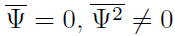 $\overline{\Psi} = 0, \overline{\Psi^2} \neq 0$